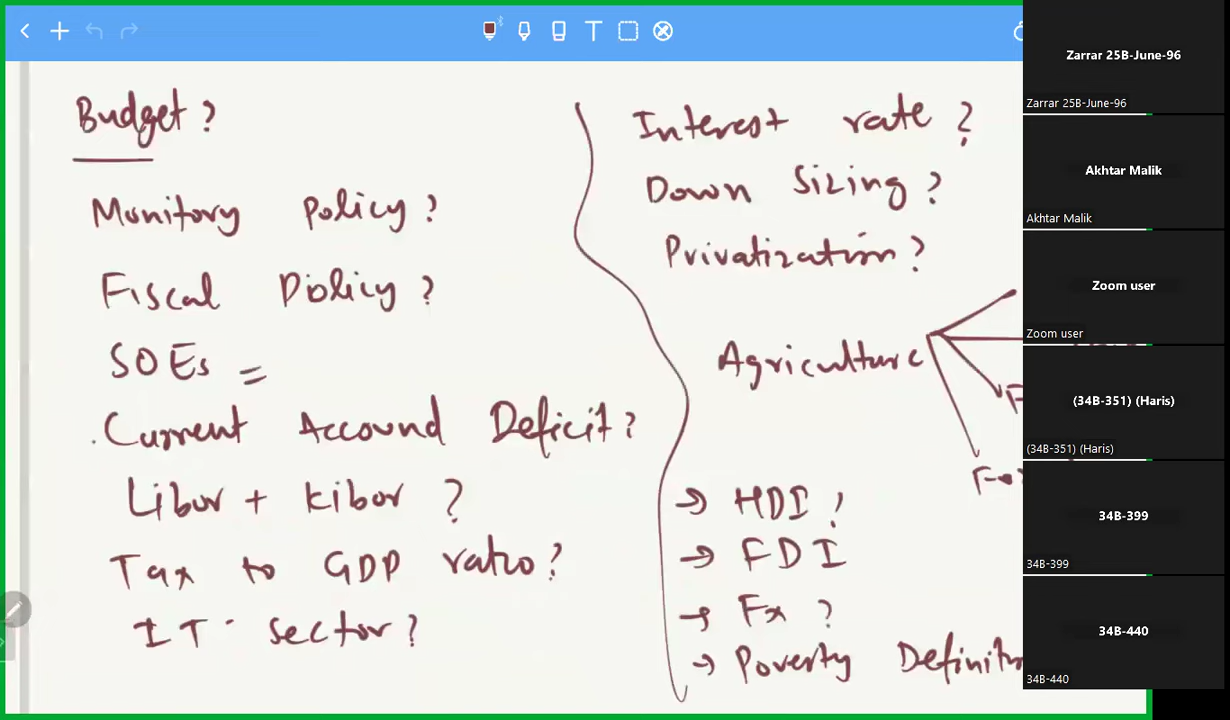 Budget?
Monitory Policy?
Fiscal Policy?
SOEs =
Current Accound Deficit?
Libor + Kibor ?
Tax to GDP ratio?
IT sector?
Interest rate ?
Down Sizing ?
Privatization ?
Agriculture
→ HDI ?
→ FDI
→ Fx ?
→ Poverty
T
Zarrar 25B-June-96
Zarrar 25B-June-96
Akhtar Malik
Akhtar Malik
Zoom user
Zoom user
(34B-351) (Haris)
(34B-351) (Haris)
34B-399
34B-399
34B-440
34B-440